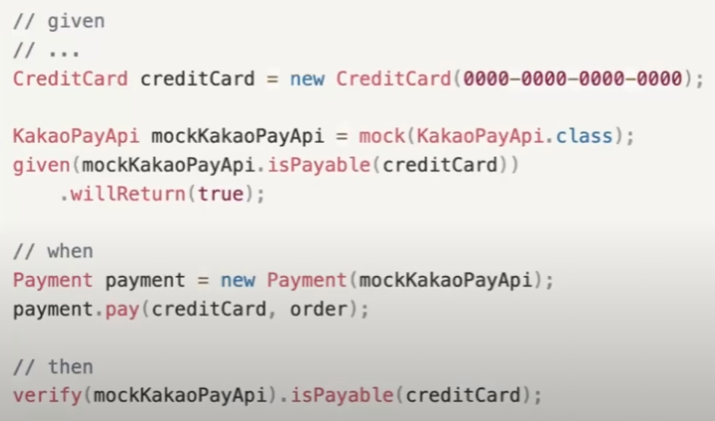 // given
// ...
CreditCard creditCard = new CreditCard(0000-0000-0000-0000);
KakaoPayApi mockKakaoPayApi = mock(KakaoPayApi.class);
given(mockKakaoPayApi.isPayable(creditCard))
.willReturn(true);
// when
Payment payment = new Payment(mockKakaoPayApi);
payment.pay(creditCard, order);
// then
verify(mockKakaoPayApi).isPayable(creditCard);